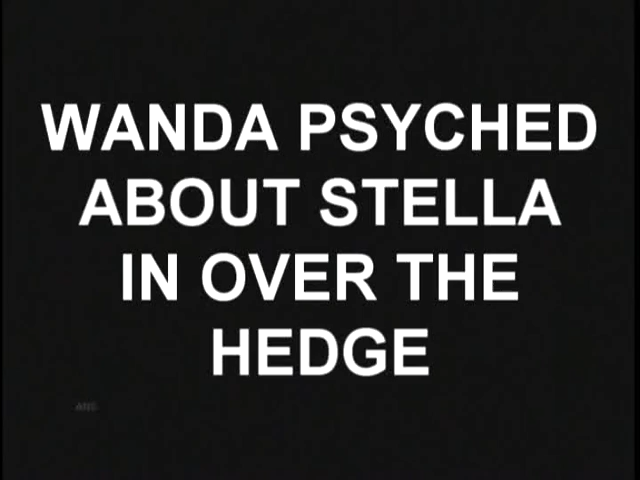 WANDA PSYCHED
ABOUT STELLA
IN OVER THE
HEDGE